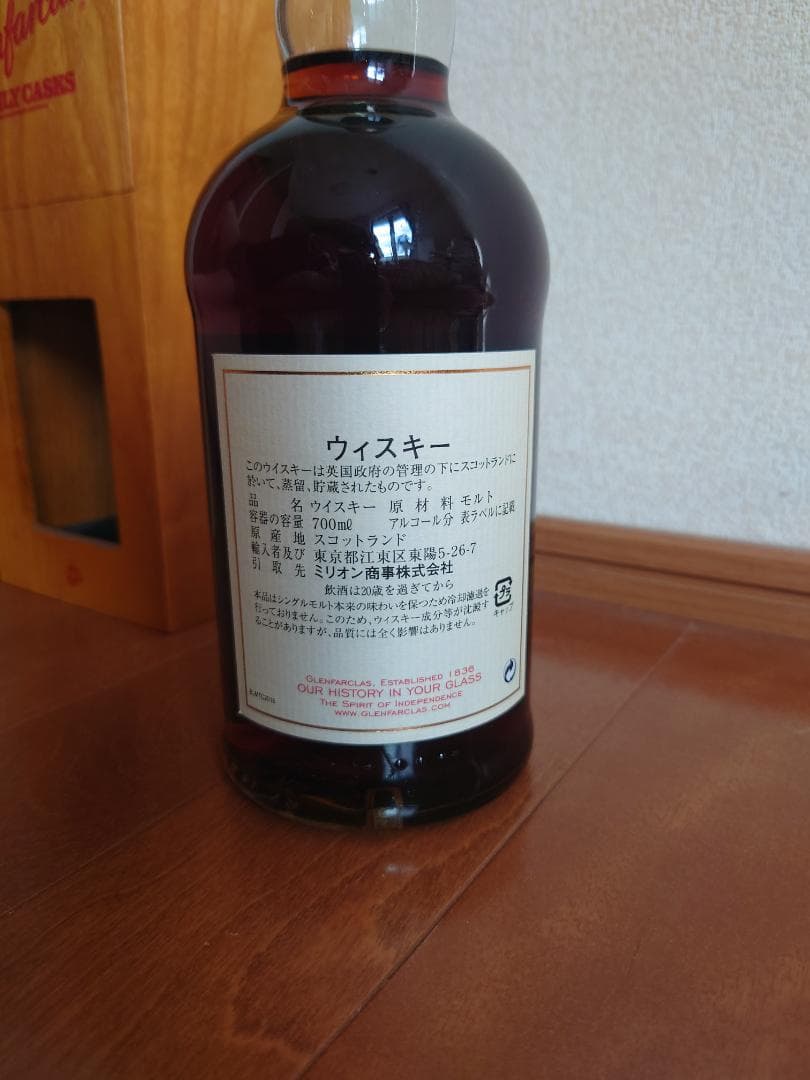 LY CASKS
ウィスキー
このウイスキーは英国政府の管理の下にスコットランドに
於いて、蒸留、貯蔵されたものです。
品名 ウイスキー 原材料 モルト
容器の容量 700mℓ アルコール分 表ラベルに記載
原産地 スコットランド
輸入者及び 東京都江東区東陽5-26-7
引取先 ミリオン商事株式会社
飲酒は20歳を過ぎてから
本品はシングルモルト本来の味わいを保つため冷却濾過を
行っておりません。このため、ウィスキー成分等が沈澱す
ることがありますが、品質には全く影響はありません。
プラ
キャップ
GLENFARCLAS, ESTABLISHED 1836
OUR HISTORY IN YOUR GLASS
THE SPIRIT OF INDEPENDENCE
WWW.GLENFARCLAS.COM